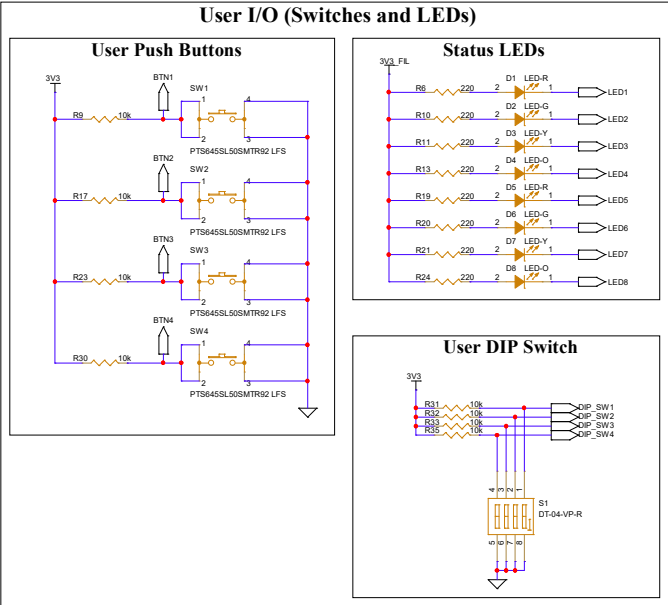 User I/O (Switches and LEDs)
User Push Buttons
3V3
BTN1
SW1
R9 10k
1 4
2 3
PTS645SL50SMTR92 LFS
BTN2
SW2
R17 10k
1 4
2 3
PTS645SL50SMTR92 LFS
BTN3
SW3
R23 10k
1 4
2 3
PTS645SL50SMTR92 LFS
BTN4
SW4
R30 10k
1 4
2 3
PTS645SL50SMTR92 LFS
Status LEDs
3V3_FIL
D1 LED-R
R6 220 2 1 LED1
D2 LED-G
R10 220 2 1 LED2
D3 LED-Y
R11 220 2 1 LED3
D4 LED-O
R13 220 2 1 LED4
D5 LED-R
R19 220 2 1 LED5
D6 LED-G
R20 220 2 1 LED6
D7 LED-Y
R21 220 2 1 LED7
D8 LED-O
R24 220 2 1 LED8
User DIP Switch
3V3
R31 10k DIP_SW1
R32 10k DIP_SW2
R33 10k DIP_SW3
R35 10k DIP_SW4
4 3 2 1
S1
DT-04-VP-R
5 6 7 8